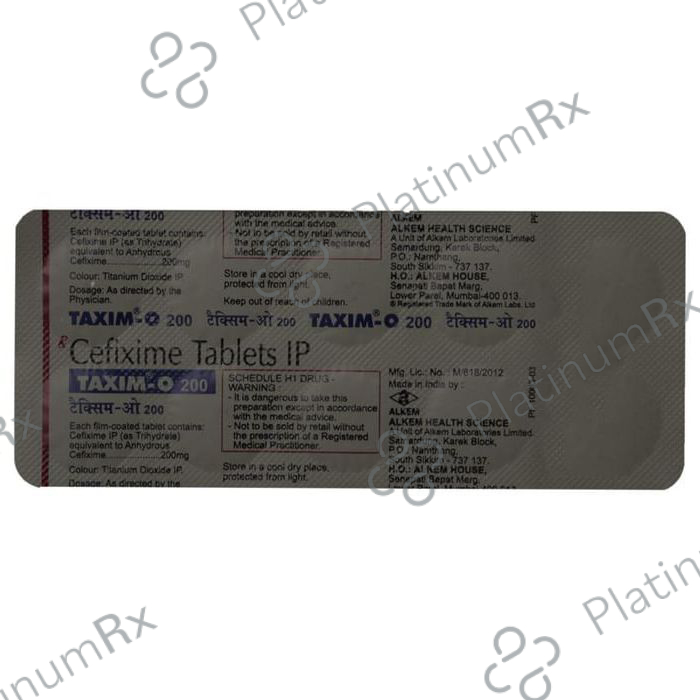 PlatinumRx
PlatinumRx
टैक्सिम-ओ 200
Each film-coated tablet contains:
Cefixime IP (as Trihydrate)
equivalent to Anhydrous
Cefixime....................200mg
Colour: Titanium Dioxide IP
Dosage: As directed by the
Physician.
preparation except in accordance
with the medical advice.
- Not to be sold by retail without
the prescription of a Registered
Medical Practitioner.
Store in a cool dry place,
protected from light.
Keep out of reach of children.
ALKEM
ALKEM HEALTH SCIENCE
A Unit of Alkem Laboratories Limited
Samardung, Karek Block,
P.O.: Namthang,
South Sikkim - 737 137.
H.O.: ALKEM HOUSE,
Senapati Bapat Marg,
Lower Parel, Mumbai-400 013.
® Registered Trade Mark of Alkem Labs. Ltd
TAXIM®-O 200 टैक्सिम-ओ 200 TAXIM®-O 200 टैक्सिम-ओ 200
Cefixime Tablets IP
TAXIM®-O 200
टैक्सिम-ओ 200
Each film-coated tablet contains:
Cefixime IP (as Trihydrate)
equivalent to Anhydrous
Cefixime....................200mg
Colour: Titanium Dioxide IP
Dosage: As directed by the
SCHEDULE H1 DRUG -
WARNING :
- It is dangerous to take this
preparation except in accordance
with the medical advice.
- Not to be sold by retail without
the prescription of a Registered
Medical Practitioner.
Store in a cool dry place,
protected from light.
Mfg. Lic. No.: M/618/2012
Made in India by :
ALKEM
ALKEM HEALTH SCIENCE
A Unit of Alkem Laboratories Limited
Samardung, Karek Block,
P.O.: Namthang,
South Sikkim - 737 137.
H.O.: ALKEM HOUSE,
Senapati Bapat Marg,
PlatinumRx
PlatinumRx
PlatinumRx